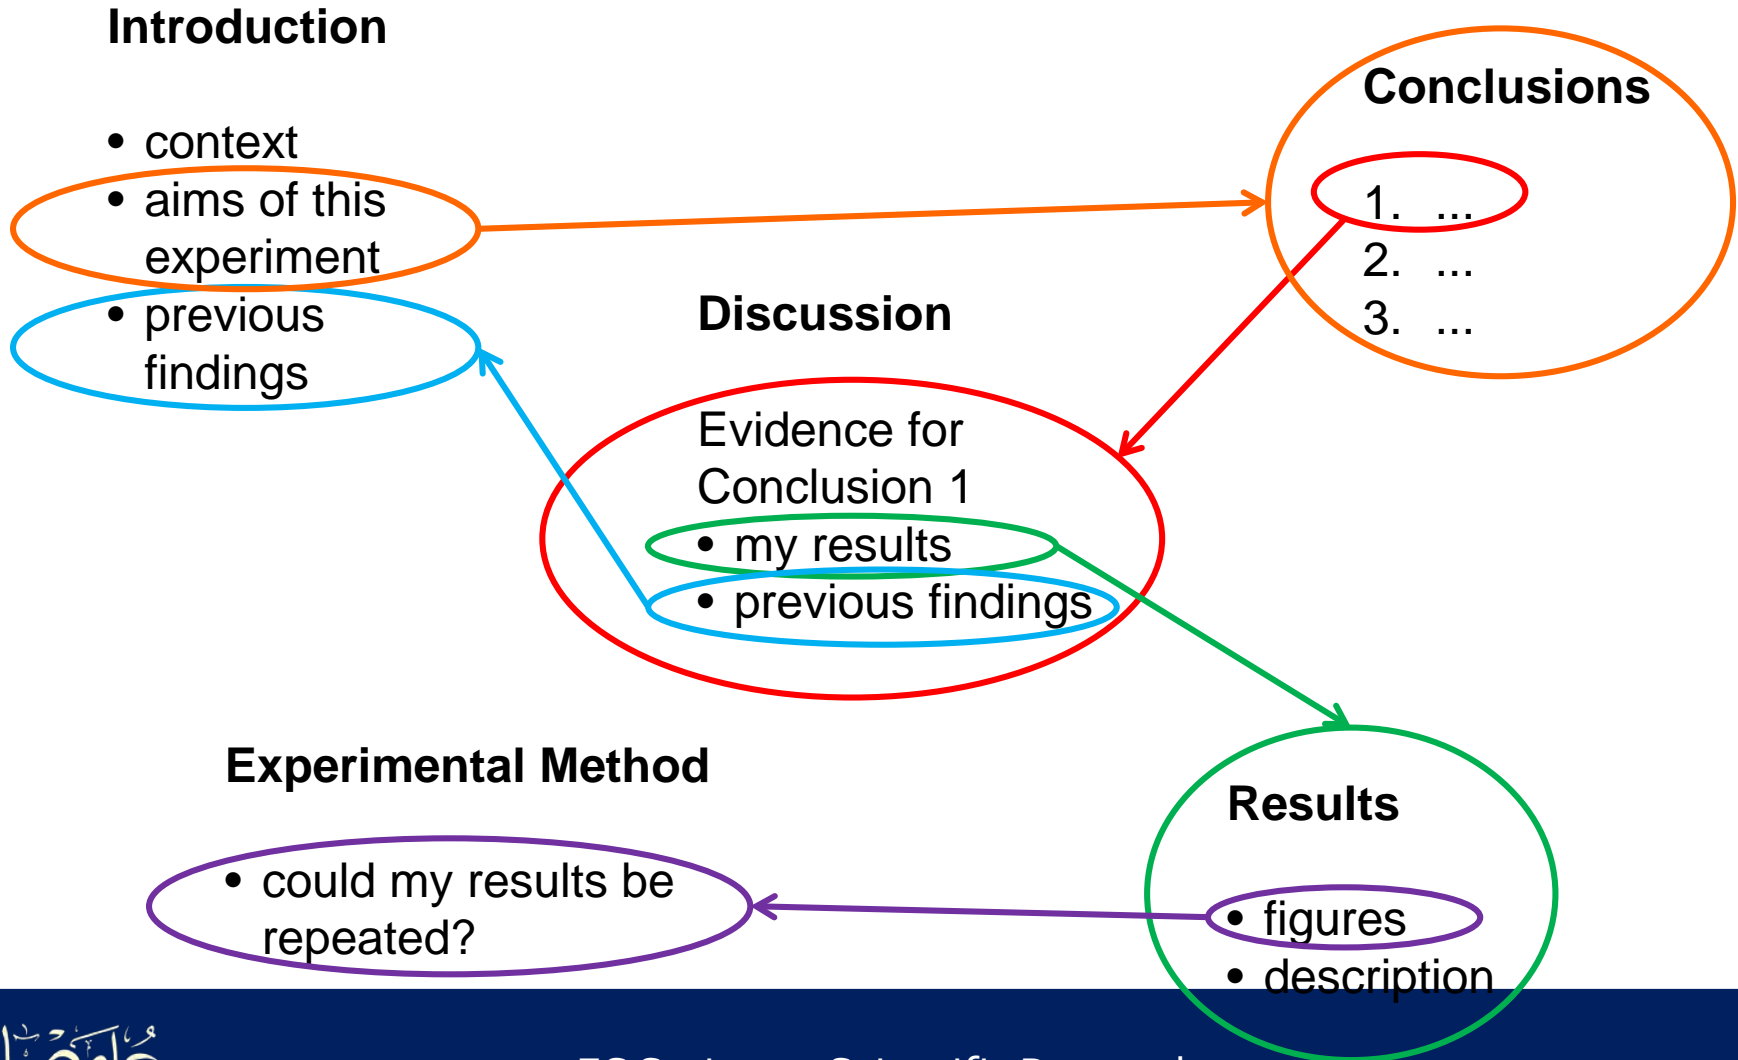 Introduction
• context
• aims of this
experiment
• previous
findings
Conclusions
1. ...
2. ...
3. ...
Discussion
Evidence for
Conclusion 1
• my results
• previous findings
Experimental Method
• could my results be
repeated?
Results
• figures
• description